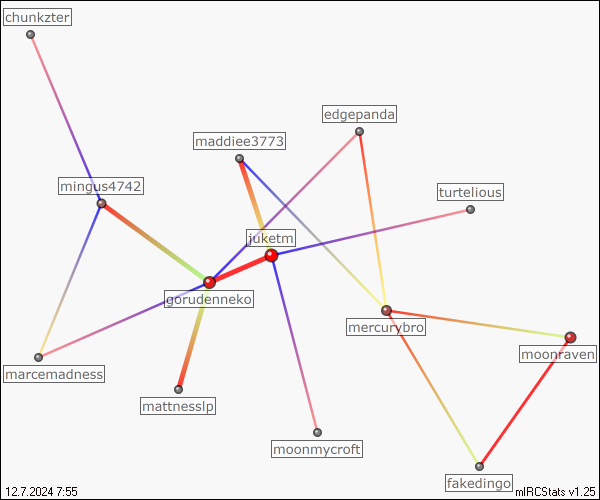 chunkzter
edgepanda
maddiee3773
mingus4742
turtelious
juketm
gorudenneko
mercurybro
moonraven
marcemadness
mattnesslp
moonmycroft
fakedingo
12.7.2024 7:55
mIRCStats v1.25